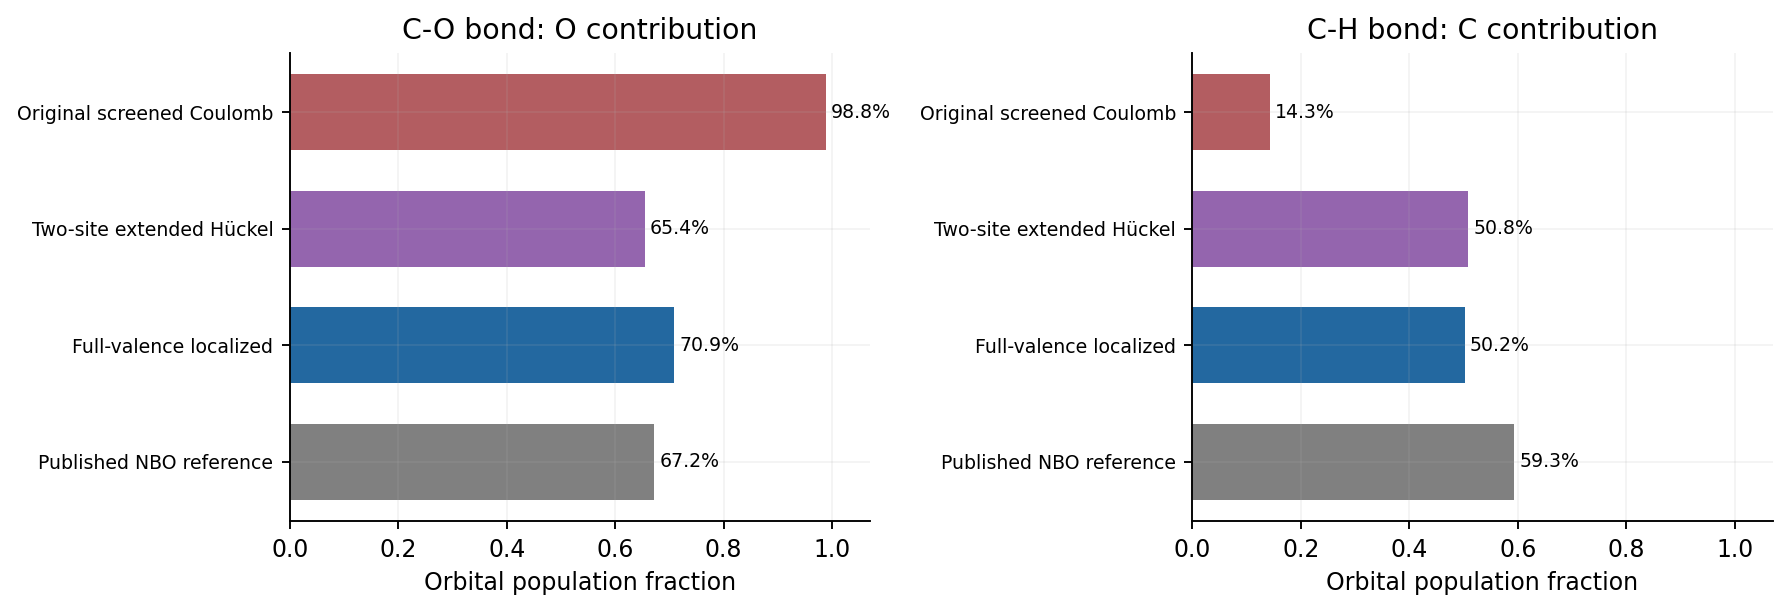 C-O bond: O contribution
Original screened Coulomb
98.8%
Two-site extended Hückel
65.4%
Full-valence localized
70.9%
Published NBO reference
67.2%
0.0 0.2 0.4 0.6 0.8 1.0
Orbital population fraction
C-H bond: C contribution
Original screened Coulomb
14.3%
Two-site extended Hückel
50.8%
Full-valence localized
50.2%
Published NBO reference
59.3%
0.0 0.2 0.4 0.6 0.8 1.0
Orbital population fraction